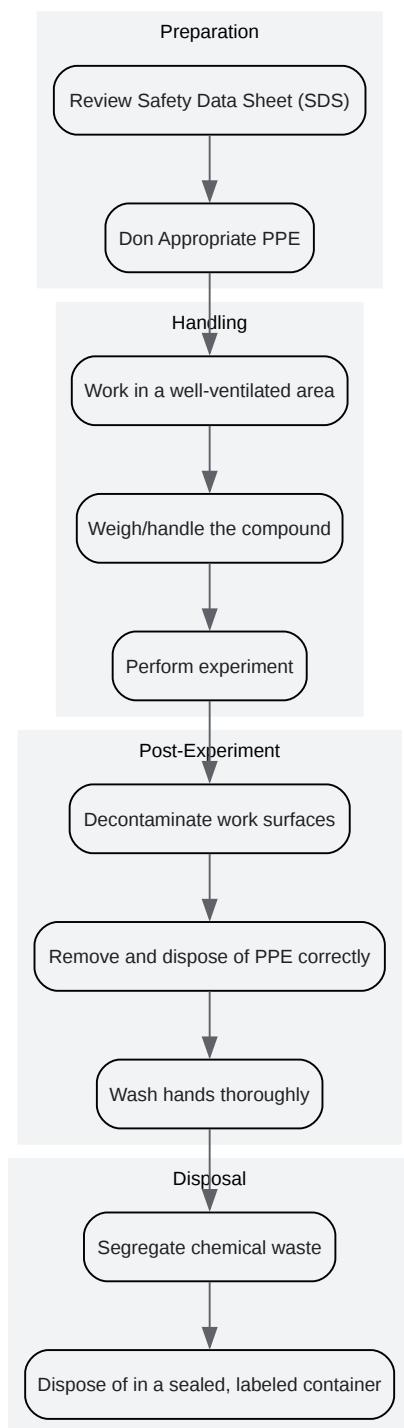 Preparation
Review Safety Data Sheet (SDS)
Don Appropriate PPE
Handling
Work in a well-ventilated area
Weigh/handle the compound
Perform experiment
Post-Experiment
Decontaminate work surfaces
Remove and dispose of PPE correctly
Wash hands thoroughly
Disposal
Segregate chemical waste
Dispose of in a sealed, labeled container